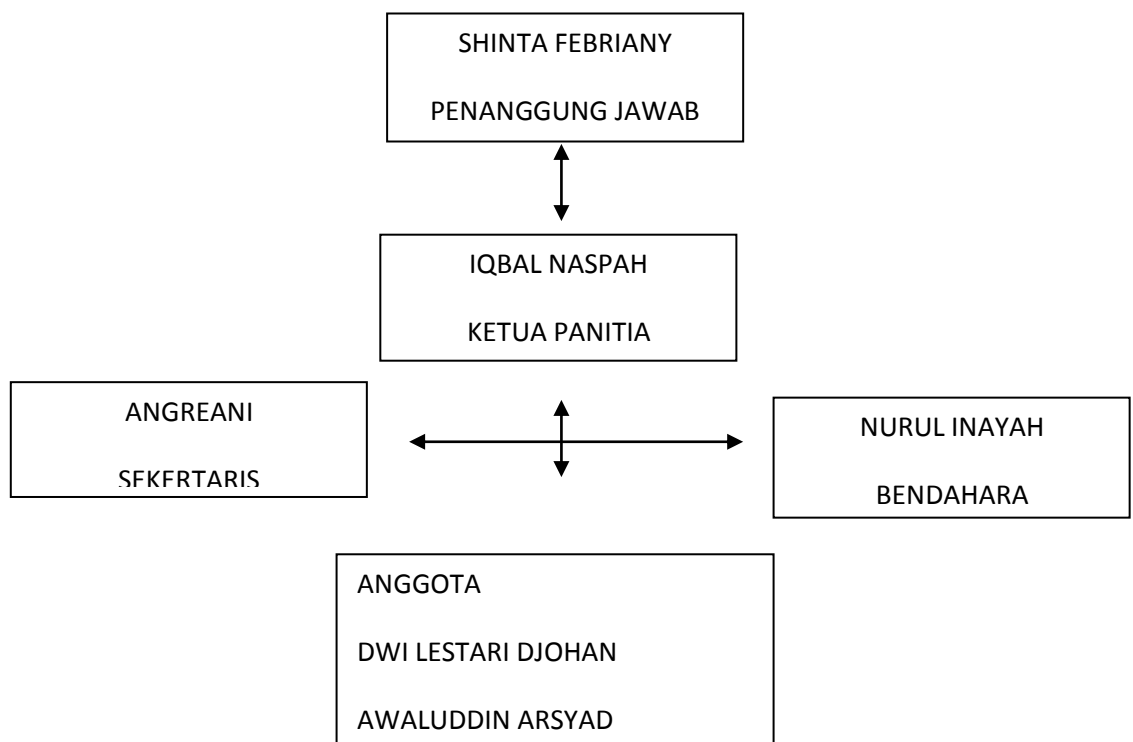 SHINTA FEBRIANY
PENANGGUNG JAWAB
IQBAL NASPAH
KETUA PANITIA
ANGREANI
SEKERTARIS
NURUL INAYAH
BENDAHARA
ANGGOTA
DWI LESTARI DJOHAN
AWALUDDIN ARSYAD